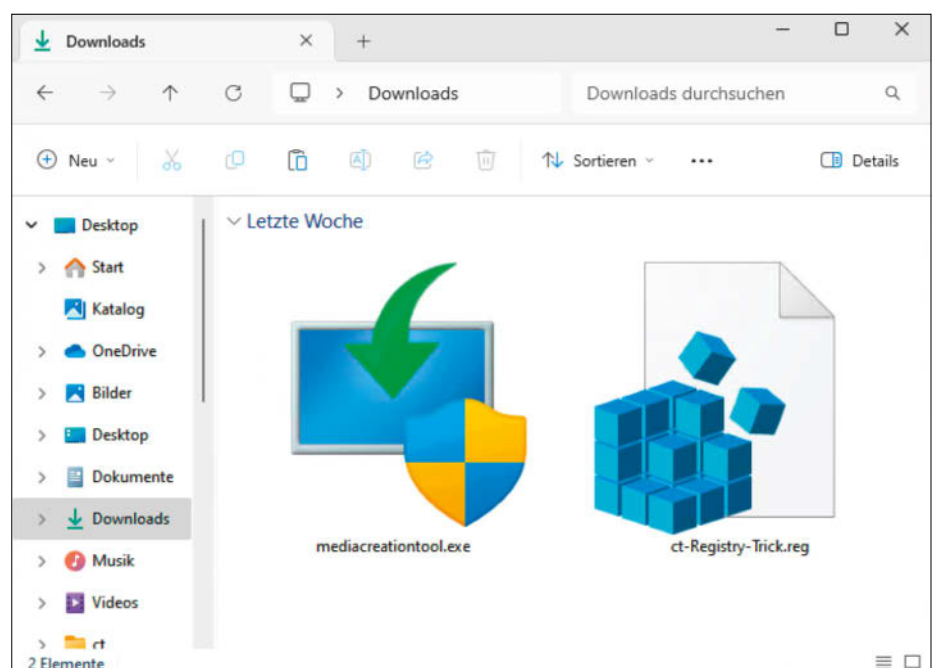 Downloads
Downloads
Downloads durchsuchen
Neu
Sortieren
Details
Desktop
Start
Katalog
OneDrive
Bilder
Desktop
Dokumente
Downloads
Musik
Videos
ct
Letzte Woche
mediacreationtool.exe
ct-Registry-Trick.reg
2 Elemente